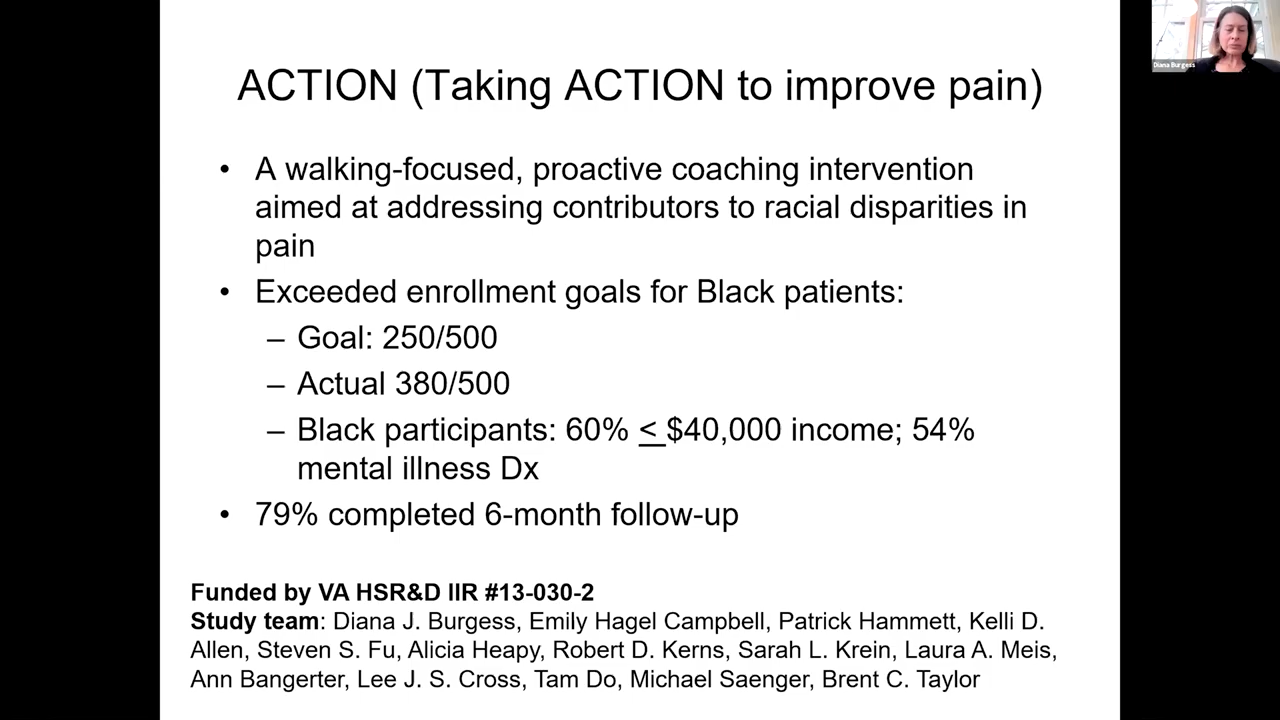 ACTION (Taking ACTION to improve pain)
• A walking-focused, proactive coaching intervention
aimed at addressing contributors to racial disparities in
pain
• Exceeded enrollment goals for Black patients:
– Goal: 250/500
– Actual 380/500
– Black participants: 60% < $40,000 income; 54%
mental illness Dx
• 79% completed 6-month follow-up
Funded by VA HSR&D IIR #13-030-2
Study team: Diana J. Burgess, Emily Hagel Campbell, Patrick Hammett, Kelli D.
Allen, Steven S. Fu, Alicia Heapy, Robert D. Kerns, Sarah L. Krein, Laura A. Meis,
Ann Bangerter, Lee J. S. Cross, Tam Do, Michael Saenger, Brent C. Taylor
Diana Burgess